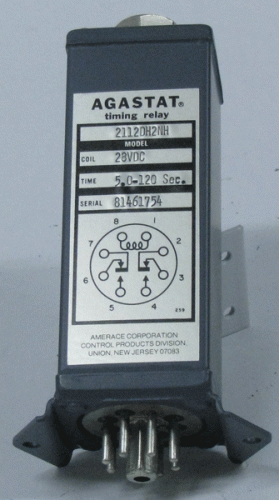 AGASTAT®
timing relay
2112DH2NH
MODEL
COIL 28VDC
TIME 5.0-120 Sec.
SERIAL 81461754
8 1
7 2
6 3
5 4
AMERACE CORPORATION
CONTROL PRODUCTS DIVISION.
UNION, NEW JERSEY 07083